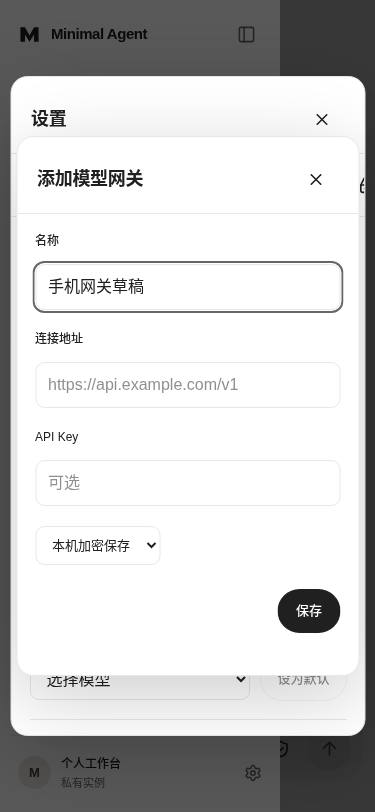 Minimal Agent
设置
添加模型网关
名称
手机网关草稿
连接地址
https://api.example.com/v1
API Key
可选
本机加密保存
保存
选择模型
设为默认
M
个人工作台
私有实例